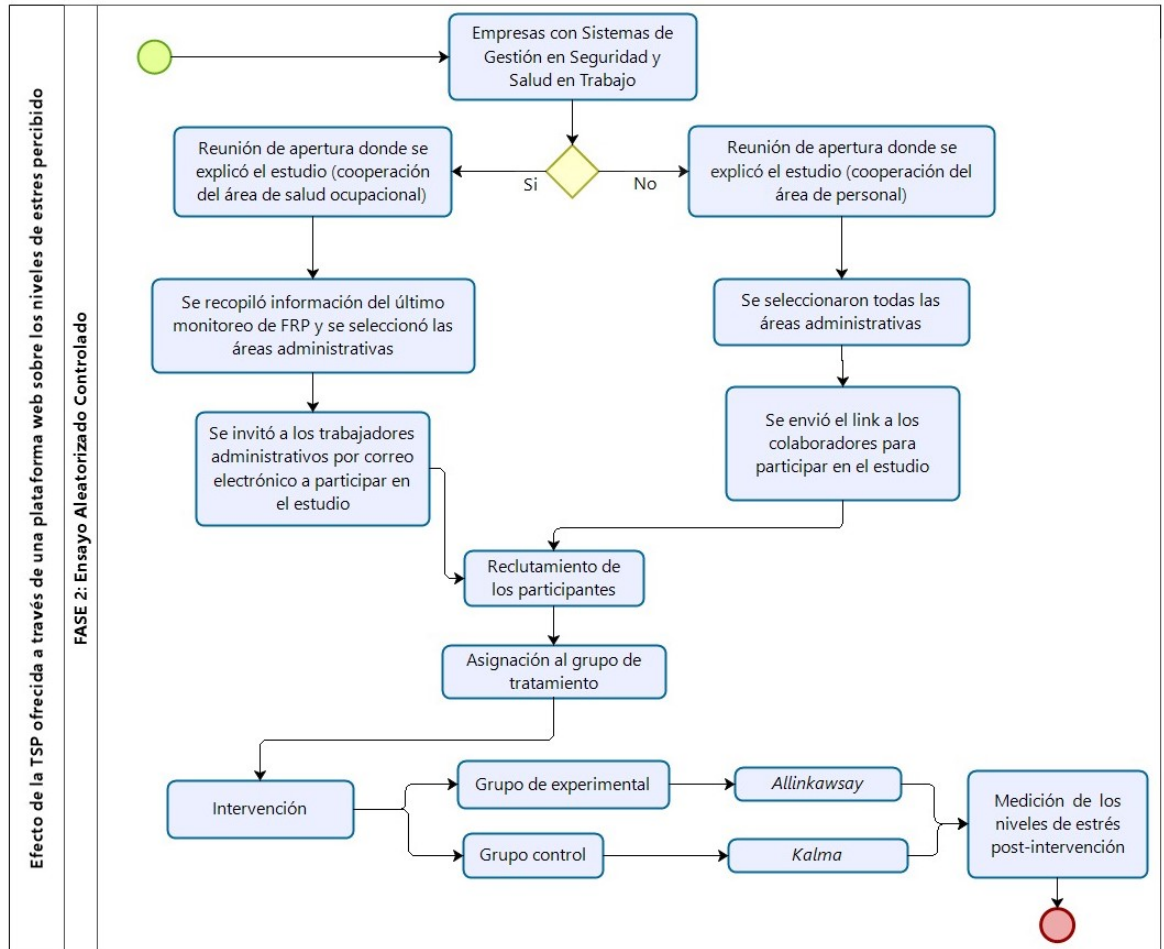 Efecto de la TSP ofrecida a través de una plataforma web sobre los niveles de estres percibido
FASE 2: Ensayo Aleatorizado Controlado
Empresas con Sistemas de
Gestión en Seguridad y
Salud en Trabajo
Reunión de apertura donde se
explicó el estudio (cooperación
del área de salud ocupacional)
Si
No
Reunión de apertura donde se
explicó el estudio (cooperación del
área de personal)
Se recopiló información del último
monitoreo de FRP y se seleccionó las
áreas administrativas
Se seleccionaron todas las
áreas administrativas
Se invitó a los trabajadores
administrativos por correo
electrónico a participar en
el estudio
Se envió el link a los
colaboradores para
participar en el estudio
Reclutamiento de
los participantes
Asignación al grupo de
tratamiento
Intervención
Grupo de experimental
Allinkawsay
Grupo control
Kalma
Medición de los
niveles de estrés
post-intervención